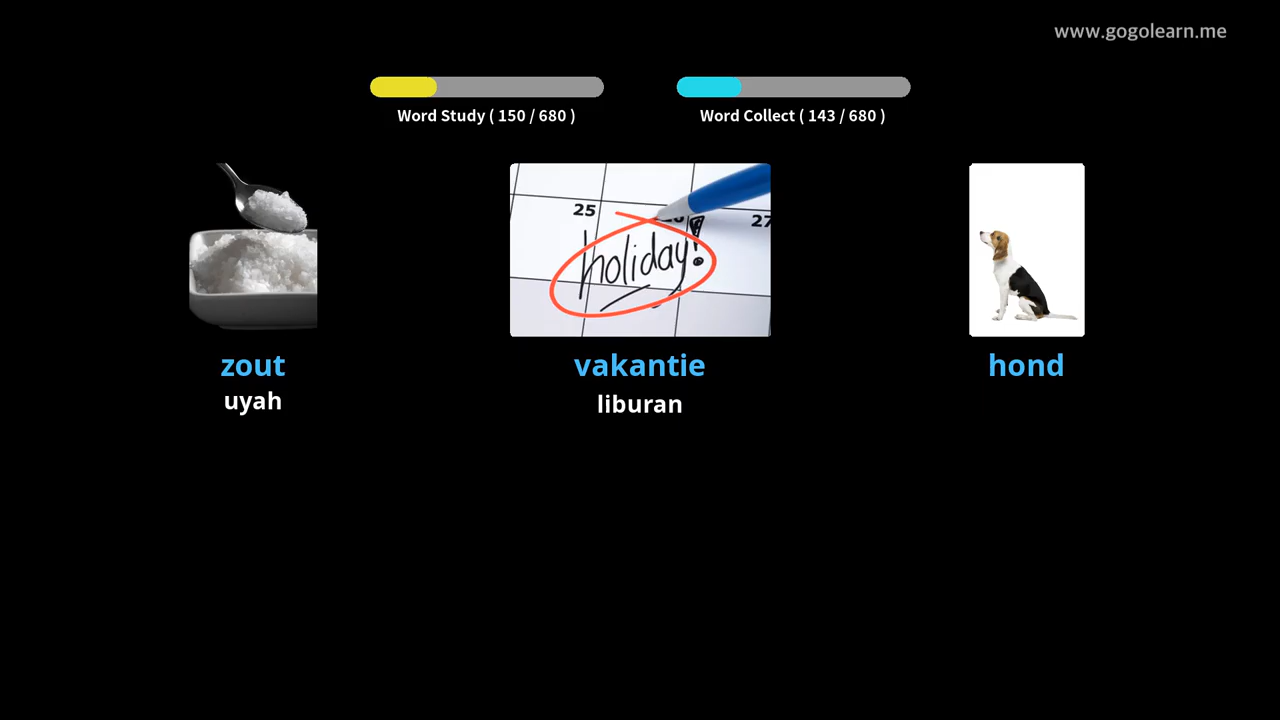 www.gogolearn.me
Word Study ( 150 / 680 )
Word Collect ( 143 / 680 )
25
27
holiday!
zout
vakantie
hond
uyah
liburan